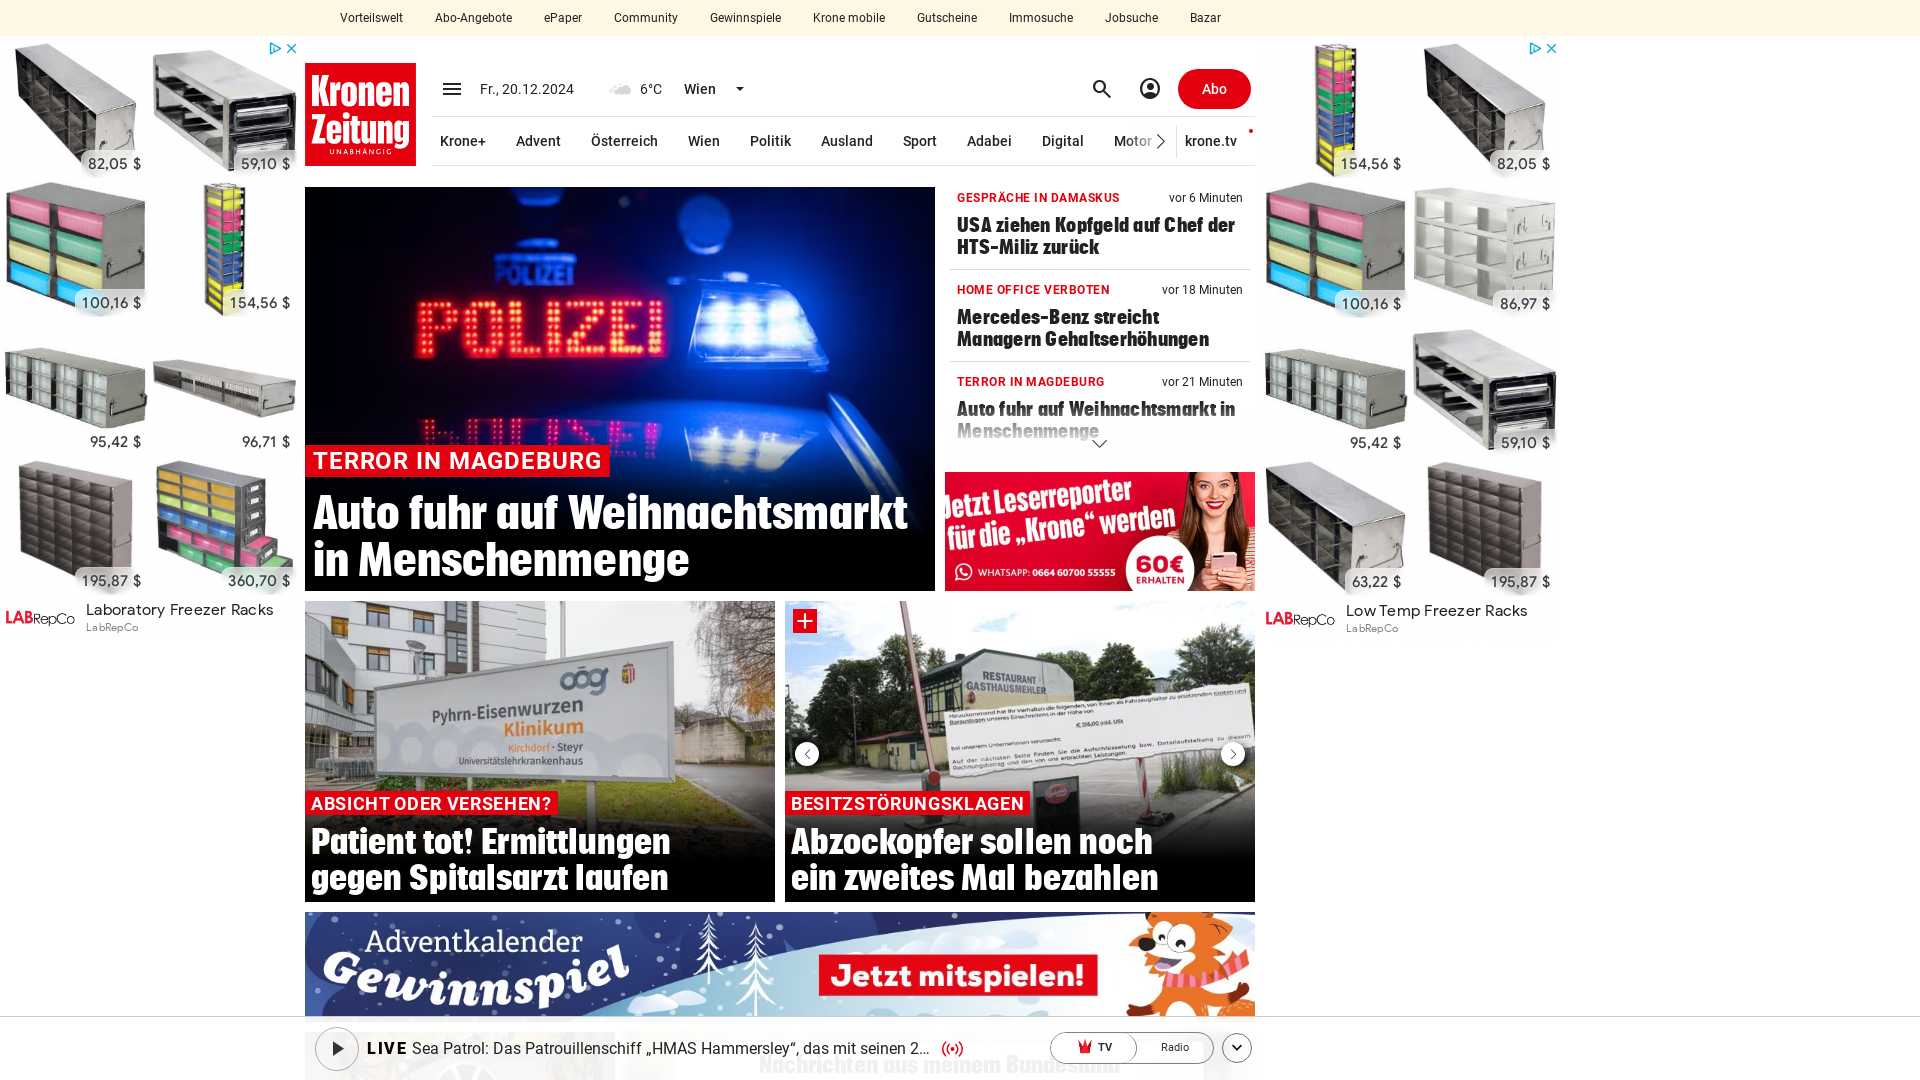 Vorteilswelt Abo-Angebote ePaper Community Gewinnspiele Krone mobile Gutscheine Immosuche Jobsuche Bazar
Kronen
Zeitung
UNABHÄNGIG
Fr., 20.12.2024 6°C Wien
Abo
Krone+ Advent Österreich Wien Politik Ausland Sport Adabei Digital Motor krone.tv
82,05 $
59,10 $
100,16 $
154,56 $
95,42 $
96,71 $
195,87 $
360,70 $
LABRepCo
Laboratory Freezer Racks
LabRepCo
POLIZEI
POLIZEI
TERROR IN MAGDEBURG
Auto fuhr auf Weihnachtsmarkt
in Menschenmenge
GESPRÄCHE IN DAMASKUS vor 6 Minuten
USA ziehen Kopfgeld auf Chef der
HTS-Miliz zurück
HOME OFFICE VERBOTEN vor 18 Minuten
Mercedes-Benz streicht
Managern Gehaltserhöhungen
TERROR IN MAGDEBURG vor 21 Minuten
Auto fuhr auf Weihnachtsmarkt in
Menschenmenge
Jetzt Leserreporter
für die „Krone“ werden
WHATSAPP: 0664 60700 55555
60€
ERHALTEN
154,56 $
82,05 $
100,16 $
86,97 $
95,42 $
59,10 $
63,22 $
195,87 $
LABRepCo
Low Temp Freezer Racks
LabRepCo
oög
Pyhrn-Eisenwurzen
Klinikum
Kirchdorf · Steyr
Universitätslehrkrankenhaus
ABSICHT ODER VERSEHEN?
Patient tot! Ermittlungen
gegen Spitalsarzt laufen
RESTAURANT
GASTHAUSMEHLER
BESITZSTÖRUNGSKLAGEN
Abzockopfer sollen noch
ein zweites Mal bezahlen
Adventkalender
Gewinnspiel
Jetzt mitspielen!
LIVE Sea Patrol: Das Patrouillenschiff „HMAS Hammersley“, das mit seinen 2...
TV Radio
Nachrichten aus meinem Bundesland